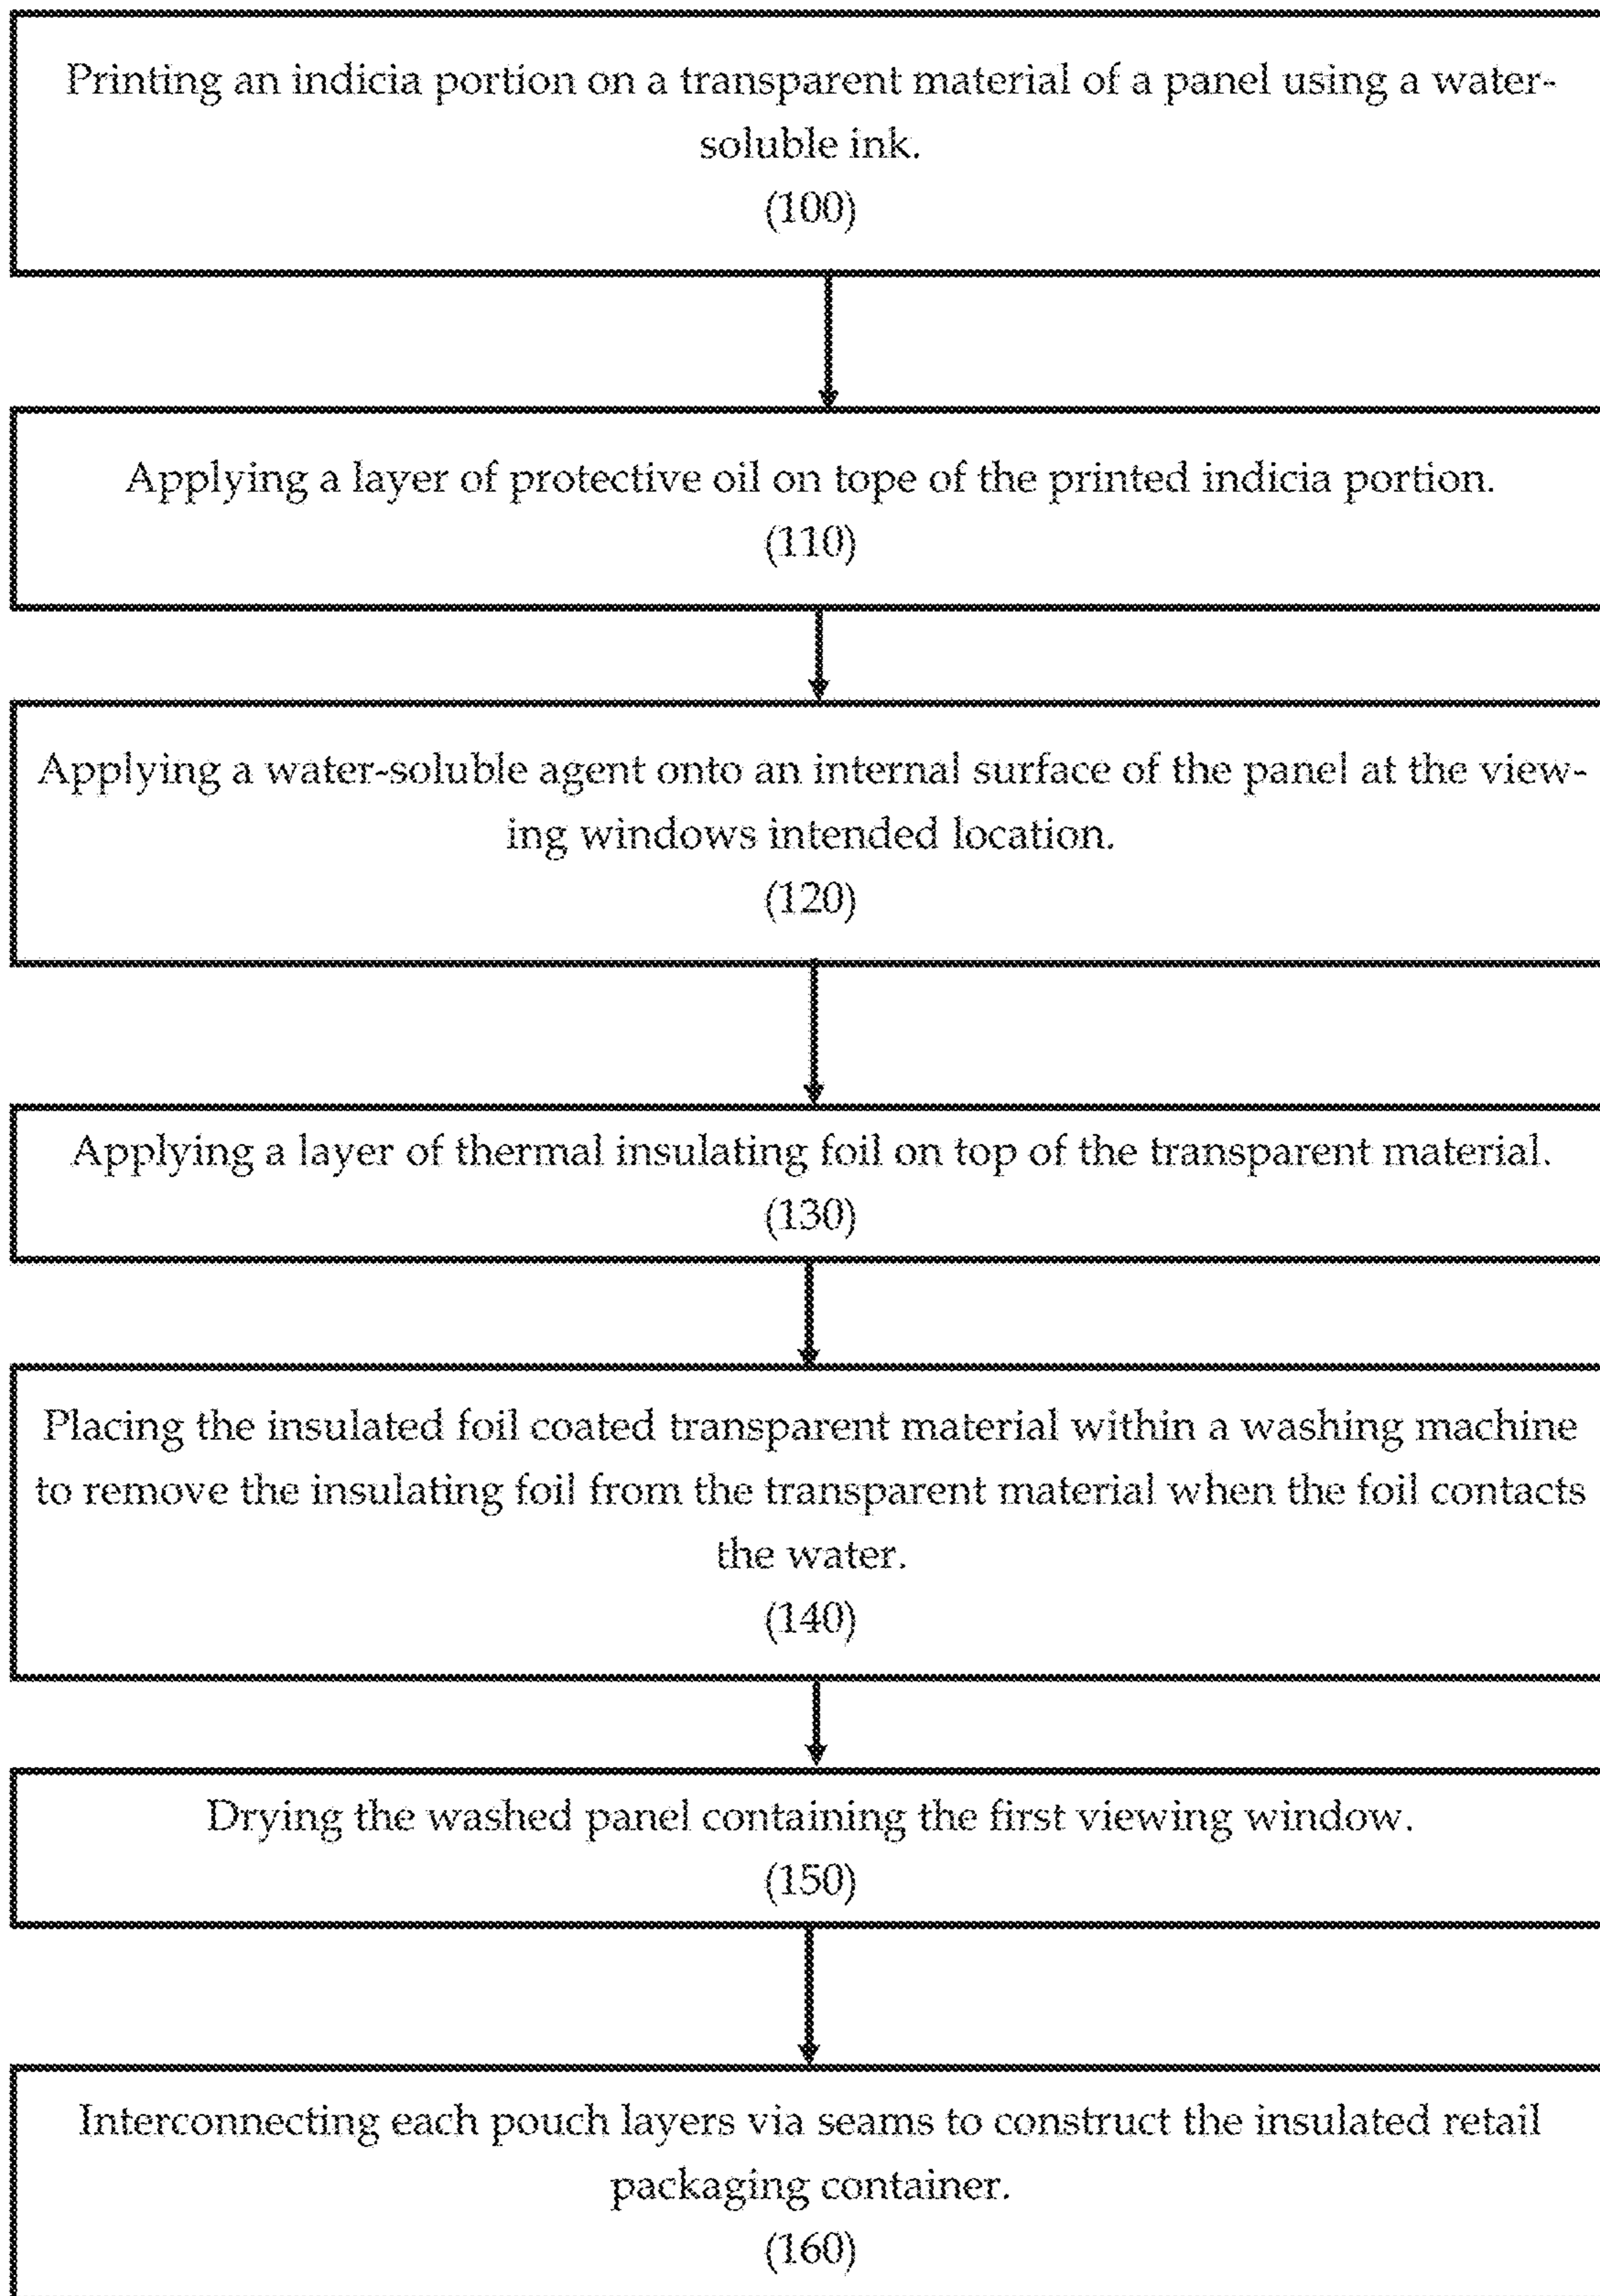 Printing an indicia portion on a transparent material of a panel using a water-
soluble ink.
(100)
Applying a layer of protective oil on tope of the printed indicia portion.
(110)
Applying a water-soluble agent onto an internal surface of the panel at the view-
ing windows intended location.
(120)
Applying a layer of thermal insulating foil on top of the transparent material.
(130)
Placing the insulated foil coated transparent material within a washing machine
to remove the insulating foil from the transparent material when the foil contacts
the water.
(140)
Drying the washed panel containing the first viewing window.
(150)
Interconnecting each pouch layers via seams to construct the insulated retail
packaging container.
(160)